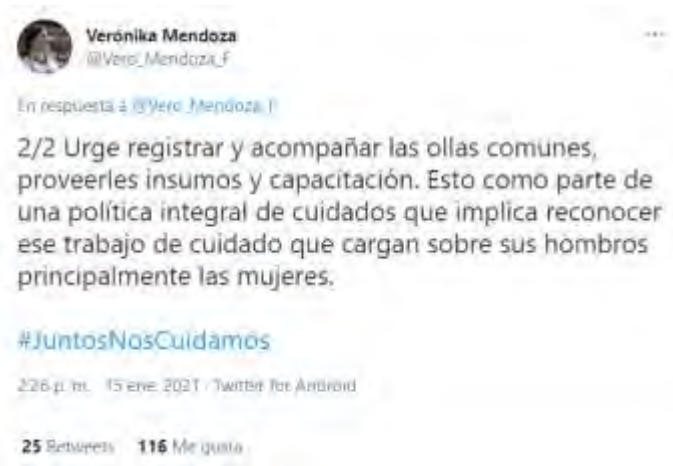 Verónika Mendoza
@Vero_Mendoza_F
En respuesta a @Vero_Mendoza_F
2/2 Urge registrar y acompañar las ollas comunes,
proveerles insumos y capacitación. Esto como parte de
una política integral de cuidados que implica reconocer
ese trabajo de cuidado que cargan sobre sus hombros
principalmente las mujeres.
#JuntosNosCuidamos
2:26 p. m. · 15 ene. 2021 · Twitter for Android
25 Retweets 116 Me gusta